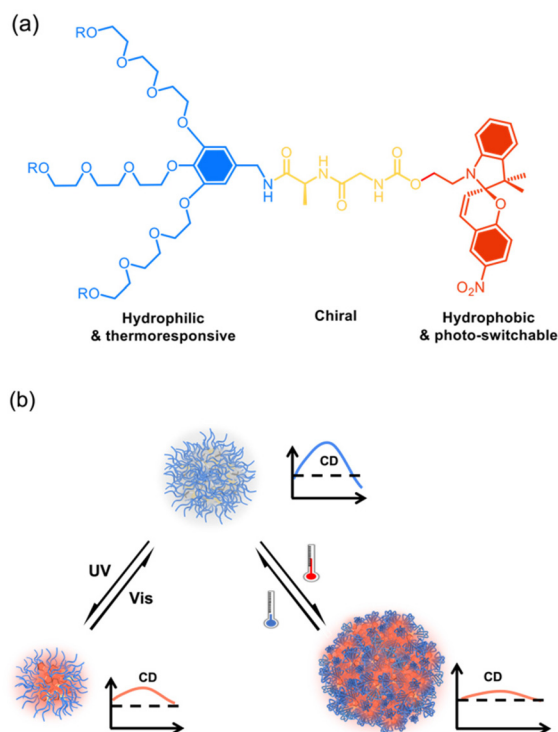 (a)
RO
O
O
O
O
RO
O
O
O
O
O
O
O
O
RO
N
H
O
H
N
O
H
N
O
O
N
O
O₂N
Hydrophilic
& thermoresponsive
Chiral
Hydrophobic
& photo-switchable
(b)
CD
UV
Vis
CD
CD